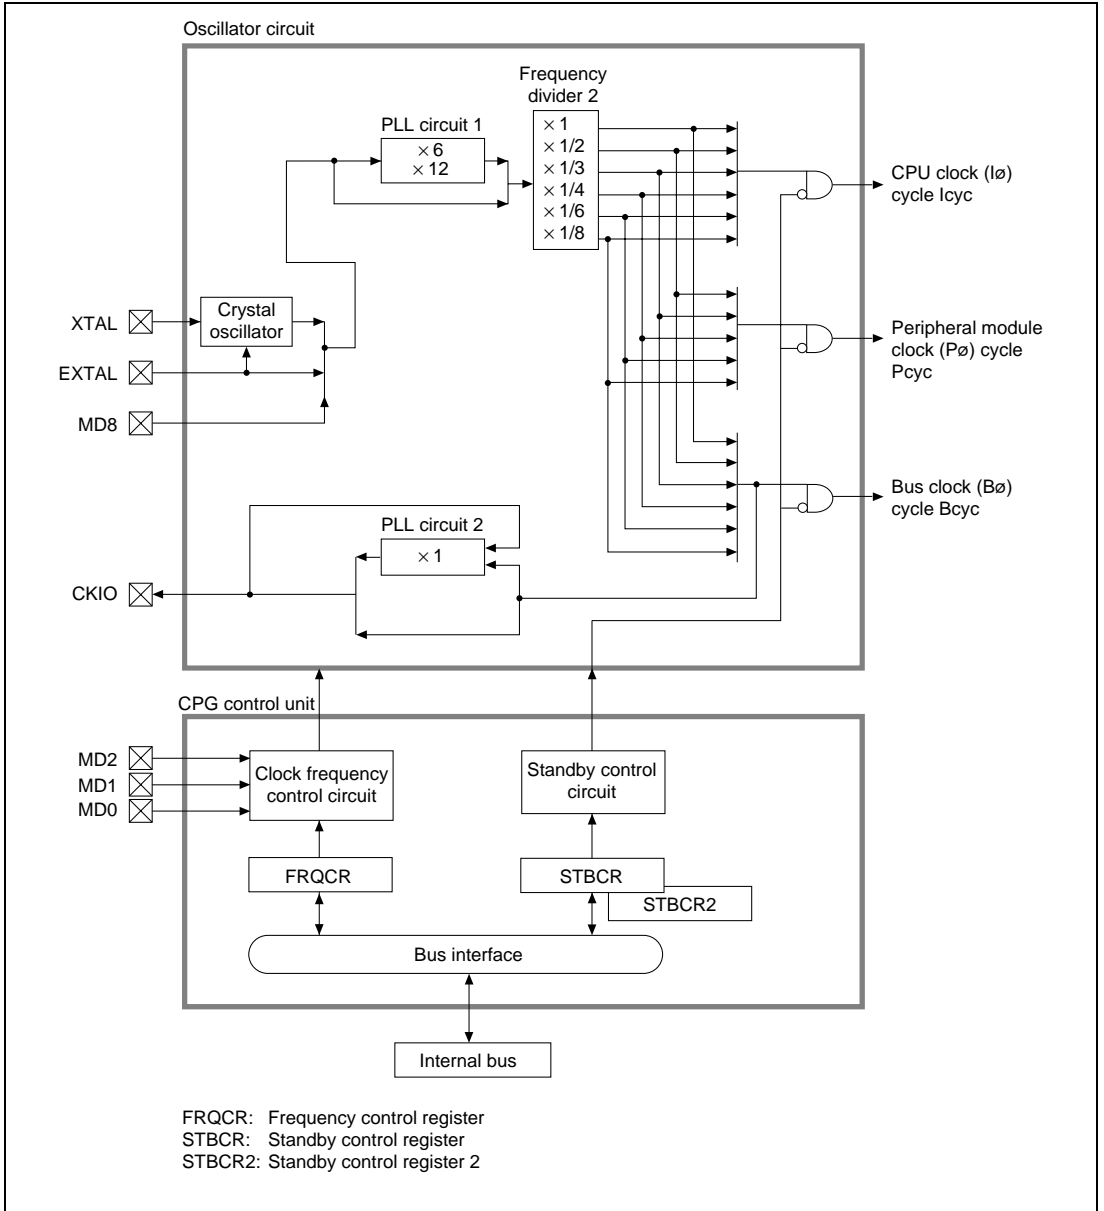 Oscillator circuit
Frequency
divider 2
PLL circuit 1
× 6
× 12
× 1
× 1/2
× 1/3
× 1/4
× 1/6
× 1/8
CPU clock (Iø)
cycle Icyc
XTAL
Crystal
oscillator
EXTAL
MD8
Peripheral module
clock (Pø) cycle
Pcyc
Bus clock (Bø)
cycle Bcyc
PLL circuit 2
× 1
CKIO
CPG control unit
MD2
MD1
MD0
Clock frequency
control circuit
Standby control
circuit
FRQCR
STBCR
STBCR2
Bus interface
Internal bus
FRQCR: Frequency control register
STBCR: Standby control register
STBCR2: Standby control register 2